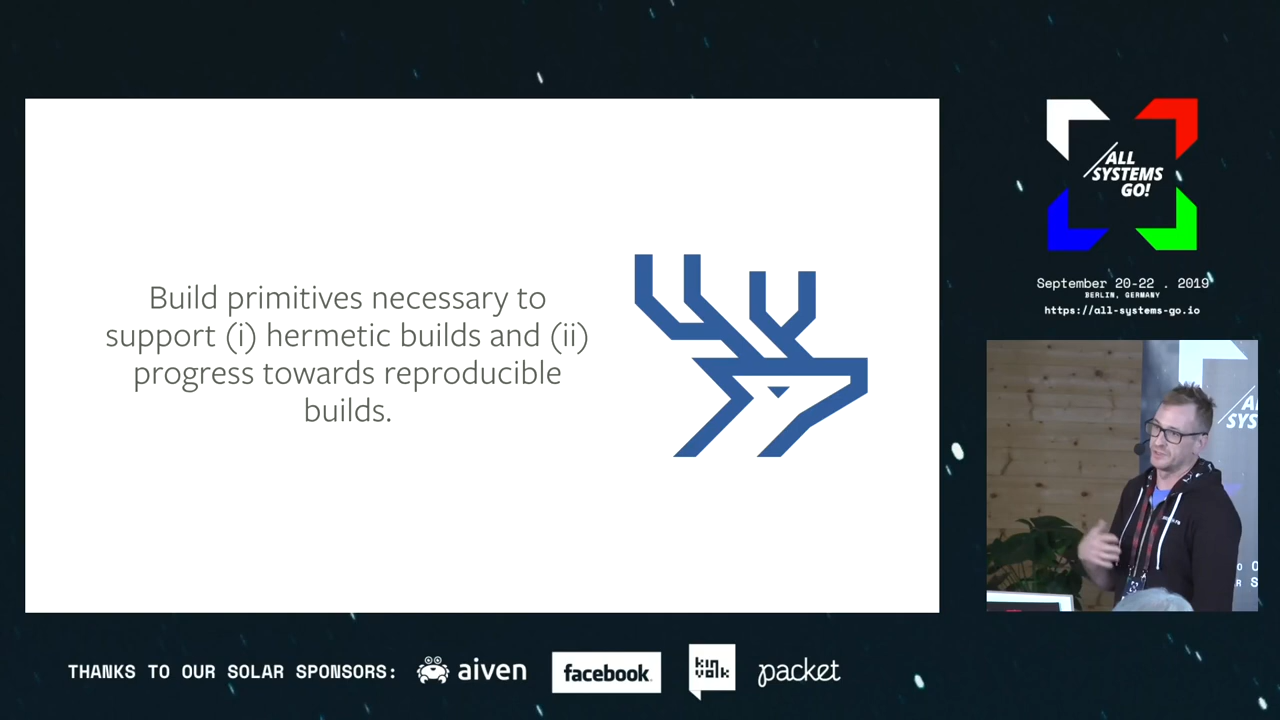 Build primitives necessary to
support (i) hermetic builds and (ii)
progress towards reproducible
builds.
ALL
SYSTEMS
GO!
September 20-22 . 2019
BERLIN, GERMANY
https://all-systems-go.io
SYS
THANKS TO OUR SOLAR SPONSORS:
aiven
facebook
kinvolk
packet